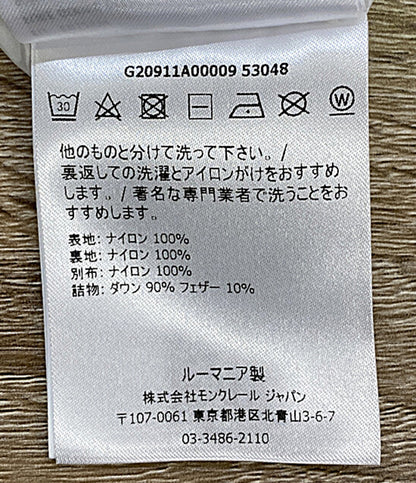 G20911A00009 53048
30
W
他のものと分けて洗って下さい。/
裏返しての洗濯とアイロンがけをおすすめ
します。/ 著名な専門業者で洗うことをお
すすめします。
表地: ナイロン 100%
裏地: ナイロン 100%
別布: ナイロン 100%
詰物: ダウン 90% フェザー 10%
ルーマニア製
株式会社モンクレール ジャパン
〒107-0061 東京都港区北青山3-6-7
03-3486-2110